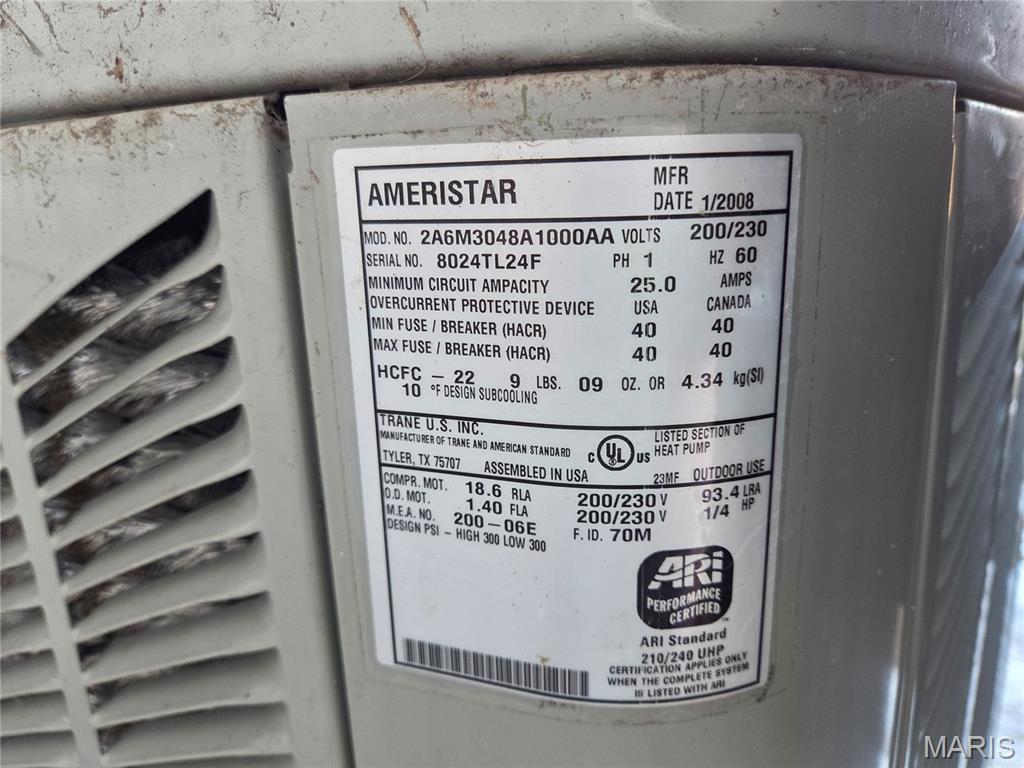 AMERISTAR
MFR
DATE 1/2008
MOD. NO. 2A6M3048A1000AA VOLTS 200/230
SERIAL NO. 8024TL24F PH 1 HZ 60
MINIMUM CIRCUIT AMPACITY 25.0 AMPS
OVERCURRENT PROTECTIVE DEVICE USA CANADA
MIN FUSE / BREAKER (HACR) 40 40
MAX FUSE / BREAKER (HACR) 40 40
HCFC - 22 9 LBS. 09 OZ. OR 4.34 kg(SI)
10 °F DESIGN SUBCOOLING
TRANE U.S. INC.
MANUFACTURER OF TRANE AND AMERICAN STANDARD
TYLER, TX 75707 ASSEMBLED IN USA
C UL US
LISTED SECTION OF
HEAT PUMP
23MF OUTDOOR USE
COMPR. MOT. 18.6 RLA 200/230 V 93.4 LRA
O.D. MOT. 1.40 FLA 200/230 V 1/4 HP
M.E.A. NO. 200-06E F. ID. 70M
DESIGN PSI - HIGH 300 LOW 300
ARI
PERFORMANCE
CERTIFIED
TM
ARI Standard
210/240 UHP
CERTIFICATION APPLIES ONLY
WHEN THE COMPLETE SYSTEM
IS LISTED WITH ARI
MARIS